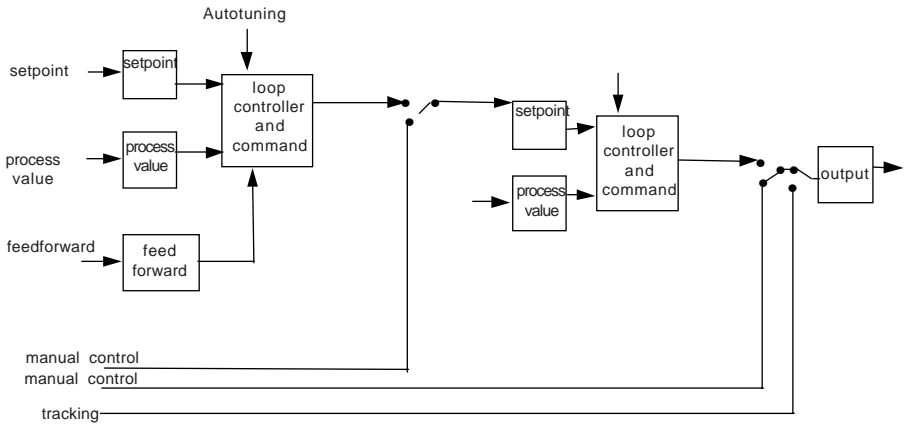 Autotuning
setpoint
setpoint
loop
controller
and
command
process
value
process
value
feedforward
feed
forward
setpoint
loop
controller
and
command
process
value
output
manual control
manual control
tracking